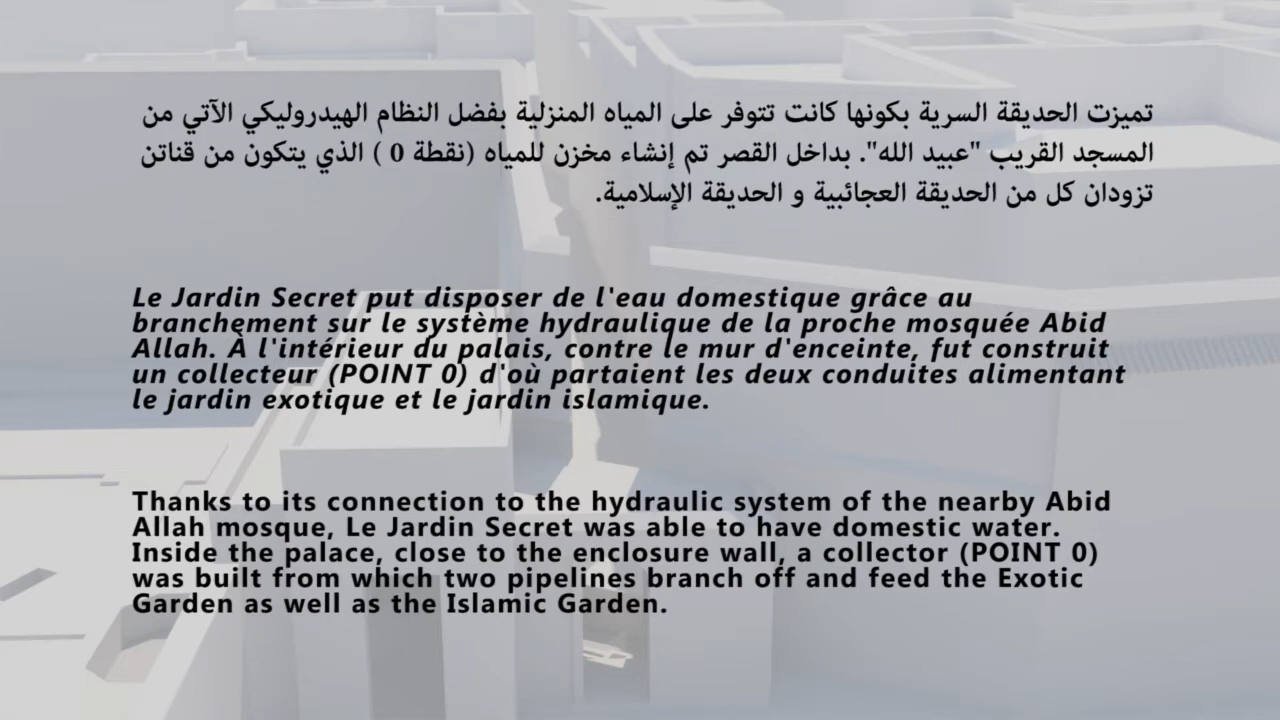 تميزت الحديقة السرية بكونها كانت تتوفر على المياه المنزلية بفضل النظام الهيدروليكي الآتي من
المسجد القريب "عبيد الله". بداخل القصر تم إنشاء مخزن للمياه (نقطة 0 ) الذي يتكون من قناتن
تزودان كل من الحديقة العجائبية و الحديقة الإسلامية.
Le Jardin Secret put disposer de l'eau domestique grâce au
branchement sur le système hydraulique de la proche mosquée Abid
Allah. À l'intérieur du palais, contre le mur d'enceinte, fut construit
un collecteur (POINT 0) d'où partaient les deux conduites alimentant
le jardin exotique et le jardin islamique.
Thanks to its connection to the hydraulic system of the nearby Abid
Allah mosque, Le Jardin Secret was able to have domestic water.
Inside the palace, close to the enclosure wall, a collector (POINT 0)
was built from which two pipelines branch off and feed the Exotic
Garden as well as the Islamic Garden.